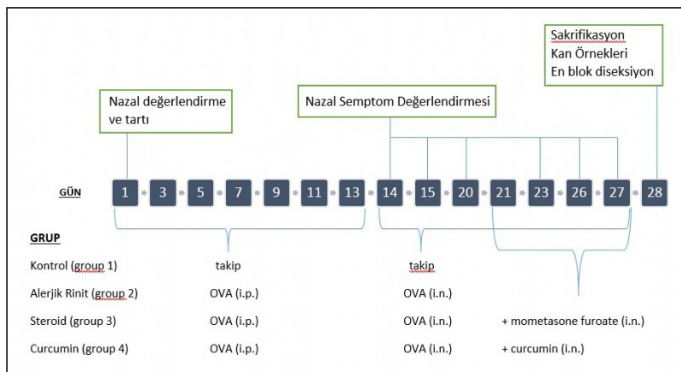 Sakrifikasyon
Kan Örnekleri
En blok diseksiyon
Nazal değerlendirme
ve tartı
Nazal Semptom Değerlendirmesi
GÜN 1 3 5 7 9 11 13 14 15 20 21 23 26 27 28
GRUP
Kontrol (group 1) takip takip
Alerjik Rinit (group 2) OVA (i.p.) OVA (i.n.)
Steroid (group 3) OVA (i.p.) OVA (i.n.) + mometasone furoate (i.n.)
Curcumin (group 4) OVA (i.p.) OVA (i.n.) + curcumin (i.n.)